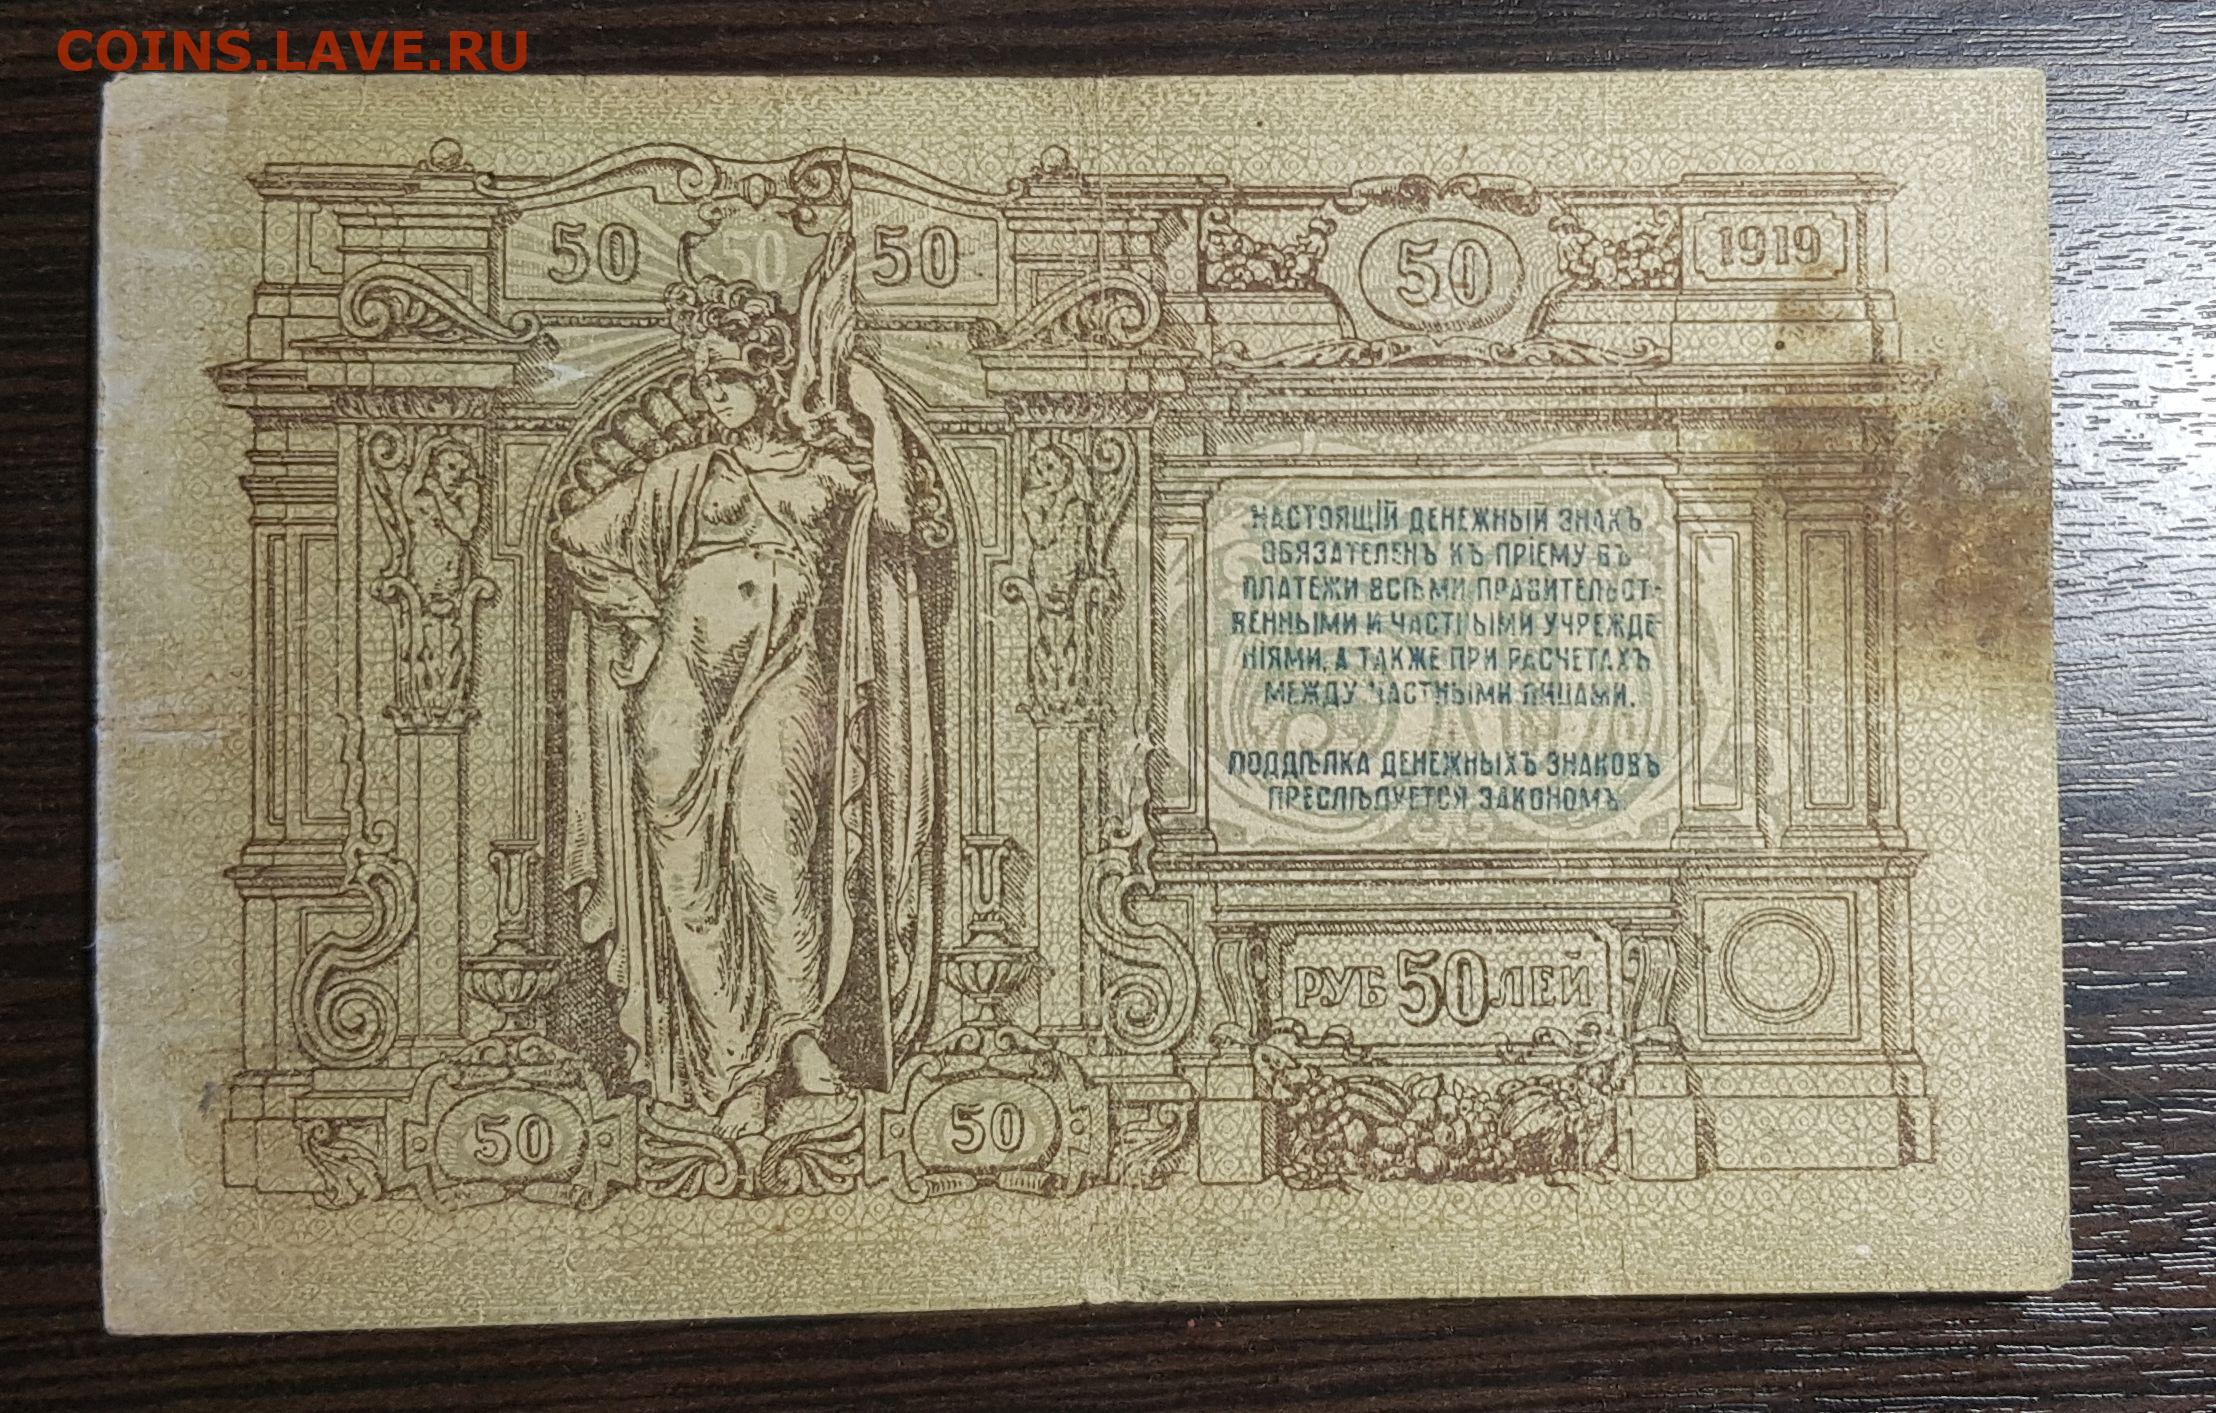 COINS.LAVE.RU
50 50 50
50
1919
НАСТОЯЩІЙ ДЕНЕЖНЫЙ ЗНАКЪ
ОБЯЗАТЕЛЕНЪ КЪ ПРІЕМУ ВЪ
ПЛАТЕЖИ ВСѢМИ ПРАВИТЕЛЬСТ-
ВЕННЫМИ И ЧАСТНЫМИ УЧРЕЖДЕ-
НІЯМИ, А ТАКЖЕ ПРИ РАСЧЕТАХЪ
МЕЖДУ ЧАСТНЫМИ ЛИЦАМИ.
ПОДДѢЛКА ДЕНЕЖНЫХЪ ЗНАКОВЪ
ПРЕСЛѢДУЕТСЯ ЗАКОНОМЪ.
РУБ 50 ЛЕЙ
50 50